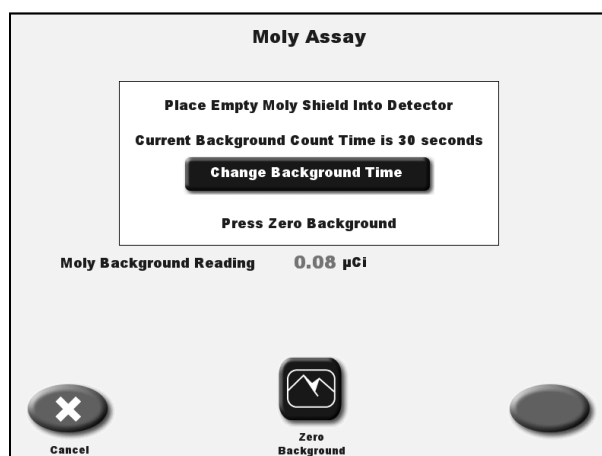 Moly Assay
Place Empty Moly Shield Into Detector
Current Background Count Time is 30 seconds
Change Background Time
Press Zero Background
Moly Background Reading 0.08 µCi
Cancel
Zero
Background